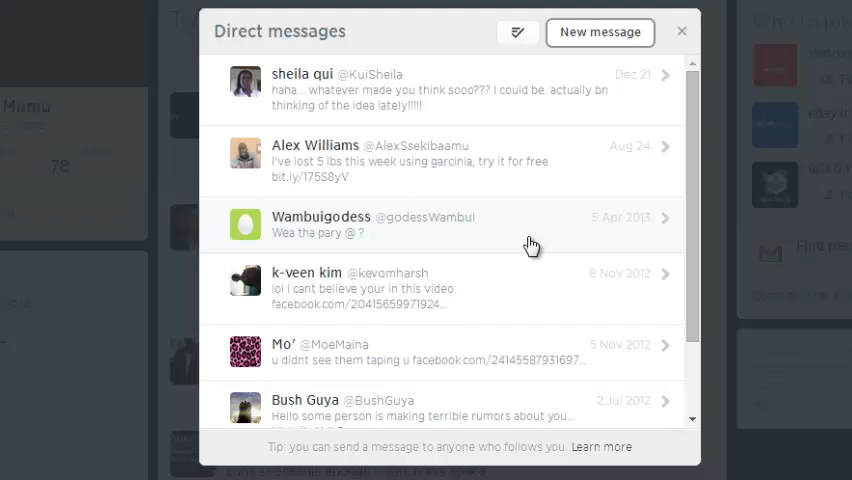 Direct messages
New message
sheila qui @KuiSheila
Dec 21
haha... whatever made you think sooo??? I could be. actually bn
thinking of the idea lately!!!!!
Alex Williams @AlexSsekibaamu
Aug 24
I've lost 5 lbs this week using garcinia, try it for free
bit.ly/175S8yV
Wambuigodess @godessWambui
5 Apr 2013
Wea tha pary @ ?
k-veen kim @kevomharsh
8 Nov 2012
lol i cant believe your in this video
facebook.com/20415659971924...
Mo' @MoeMaina
5 Nov 2012
u didnt see them taping u facebook.com/24145587931697...
Bush Guya @BushGuya
2 Jul 2012
Hello some person is making terrible rumors about you...
Tip: you can send a message to anyone who follows you. Learn more
78